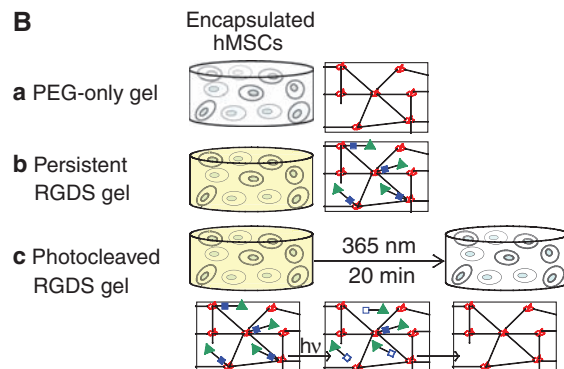 B
Encapsulated
hMSCs
a PEG-only gel
b Persistent
RGDS gel
c Photocleaved
RGDS gel
365 nm
20 min
hν